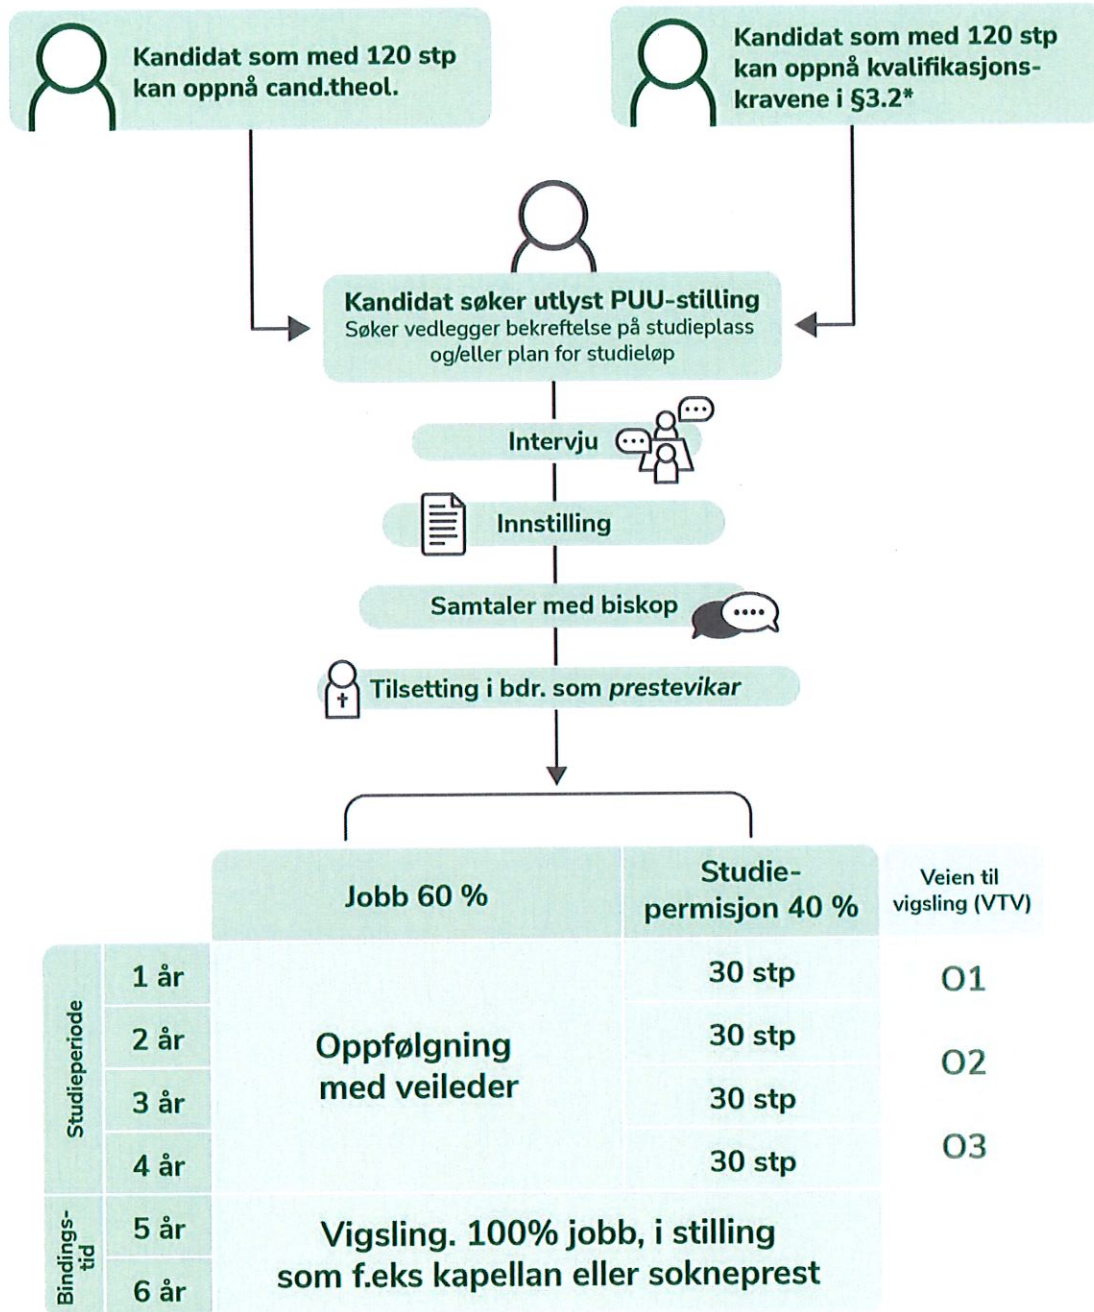 Kandidat som med 120 stp
kan oppnå cand.theol.
Kandidat som med 120 stp
kan oppnå kvalifikasjons-
kravene i §3.2*
Kandidat søker utlyst PUU-stilling
Søker vedlegger bekreftelse på studieplass
og/eller plan for studieløp
Intervju
Innstilling
Samtaler med biskop
Tilsetting i bdr. som prestevikar
Jobb 60 %
Studie-
permisjon 40 %
Veien til
vigsling (VTV)
Studieperiode
1 år
30 stp
O1
2 år
Oppfølgning
med veileder
30 stp
O2
3 år
30 stp
O3
4 år
30 stp
Bindings-
tid
5 år
Vigsling. 100% jobb, i stilling
som f.eks kapellan eller sokneprest
6 år